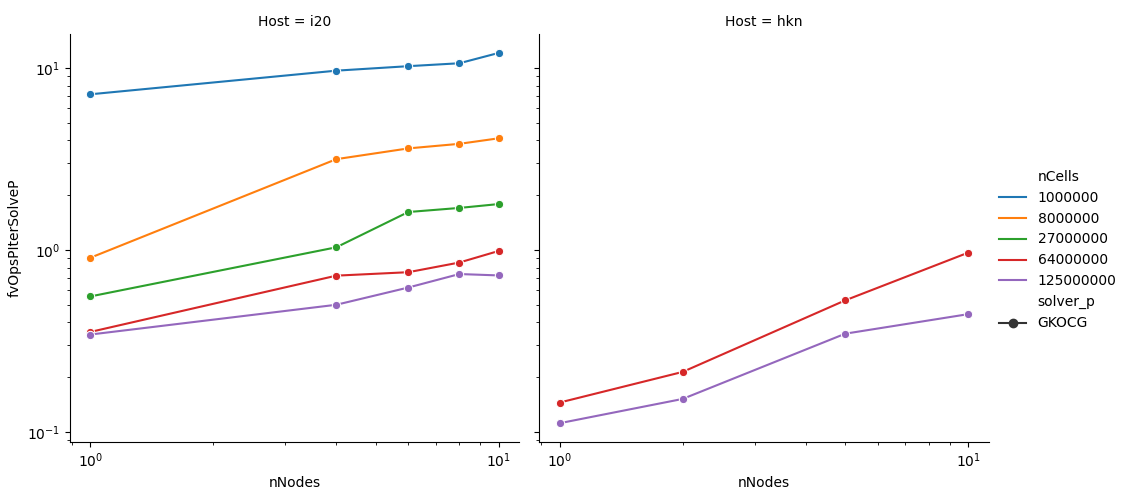 Host = i20
Host = hkn
fvOpsPIterSolveP
10¹
10⁰
10⁻¹
10⁰
10¹
10⁰
10¹
nNodes
nNodes
nCells
1000000
8000000
27000000
64000000
125000000
solver_p
GKOCG